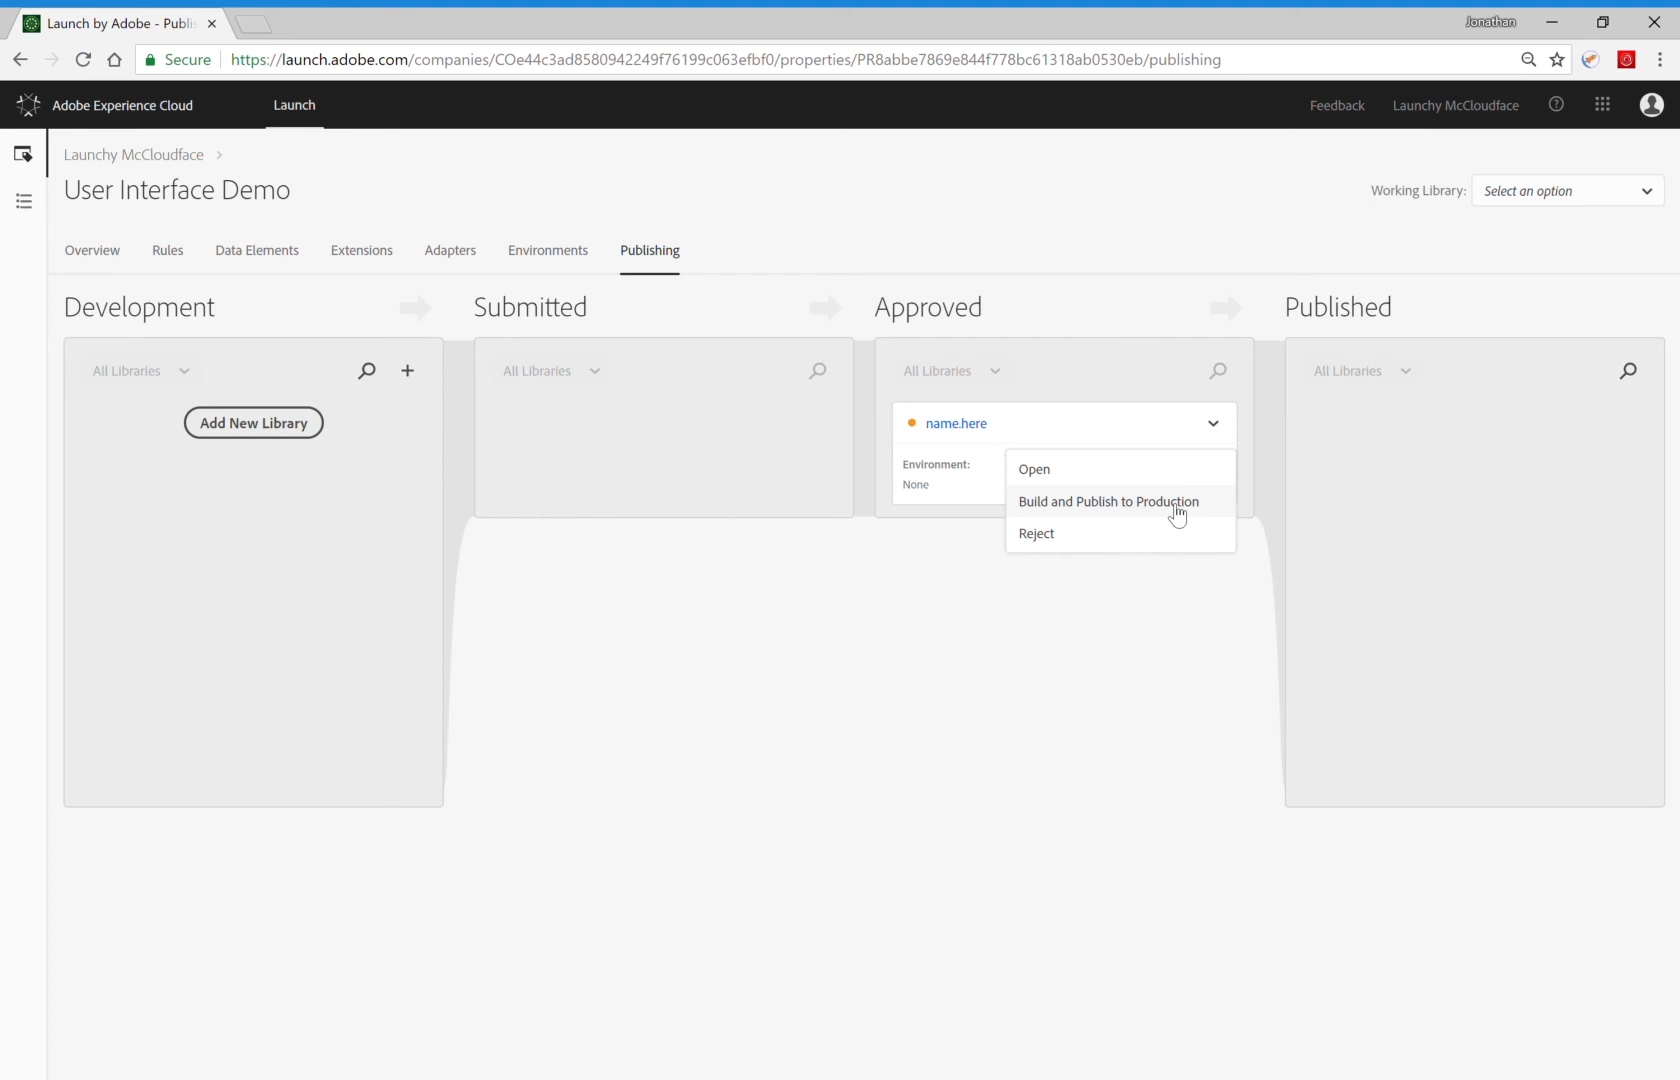 Launch by Adobe - Publis
Jonathan
Secure https://launch.adobe.com/companies/COe44c3ad8580942249f76199c063efbf0/properties/PR8abbe7869e844f778bc61318ab0530eb/publishing
Adobe Experience Cloud Launch Feedback Launchy McCloudface
Launchy McCloudface
User Interface Demo
Working Library: Select an option
Overview Rules Data Elements Extensions Adapters Environments Publishing
Development Submitted Approved Published
All Libraries All Libraries All Libraries All Libraries
Add New Library name.here
Environment:
Open
None
Build and Publish to Production
Reject